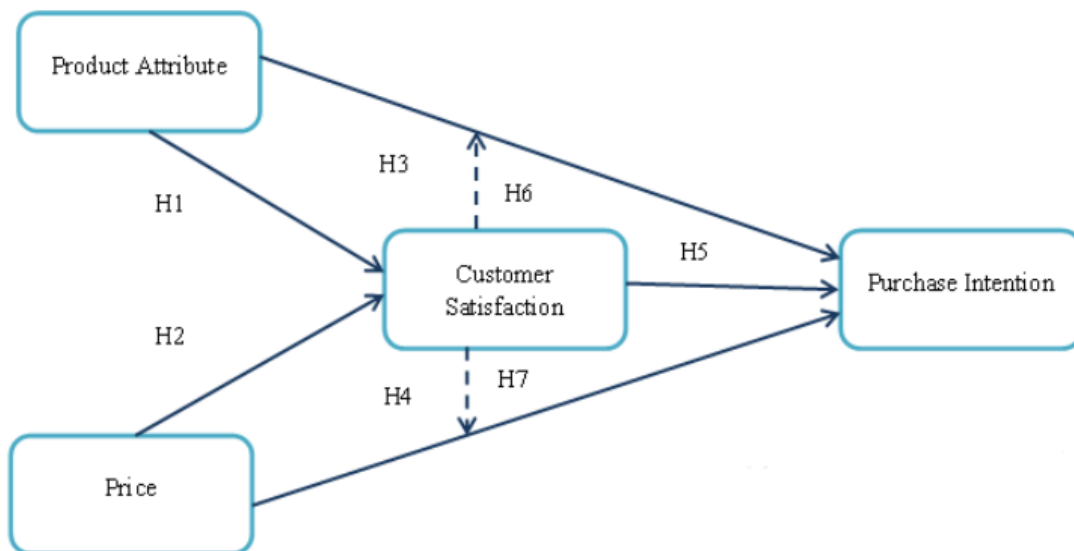 Product Attribute
H3
H1
H6
H5
Customer
Satisfaction
Purchase Intention
H2
H7
H4
Price